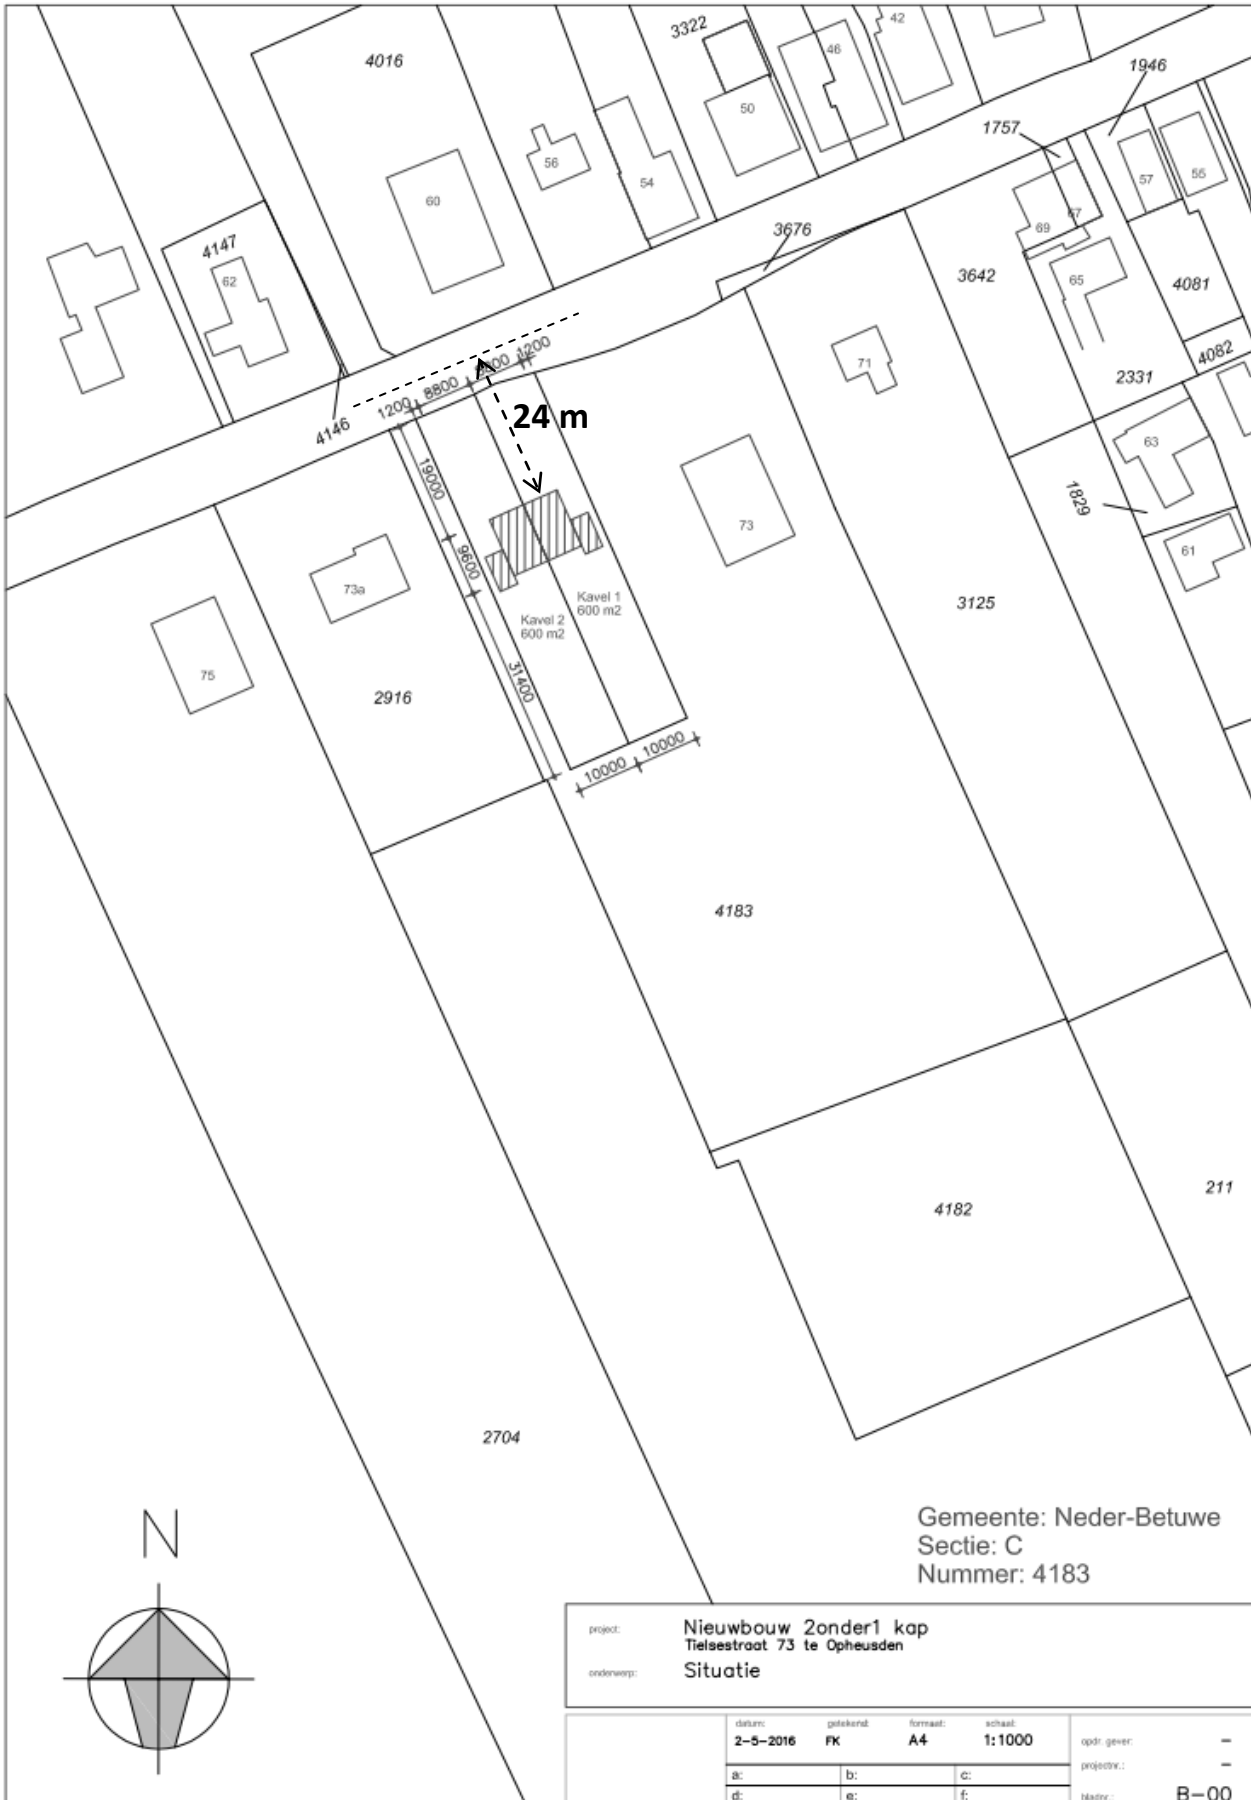 3322
42
4016
46
1946
50
1757
56
54
57
55
60
67
4147
3676
69
62
3642
65
4081
71
4082
2331
1200
8800
1200
4146
24 m
63
19000
1829
73
61
9600
73a
Kavel 1
600 m2
3125
Kavel 2
600 m2
75
31400
2916
10000
10000
4183
211
4182
2704
N
Gemeente: Neder-Betuwe
Sectie: C
Nummer: 4183
project: Nieuwbouw 2onder1 kap
Tielsestraat 73 te Opheusden
onderwerp: Situatie
datum: getekend: formaat: schaal:
2-5-2016 FK A4 1:1000
opdr. gever: -
projectnr.: -
a: b: c:
d: e: f:
bladnr.: B-00